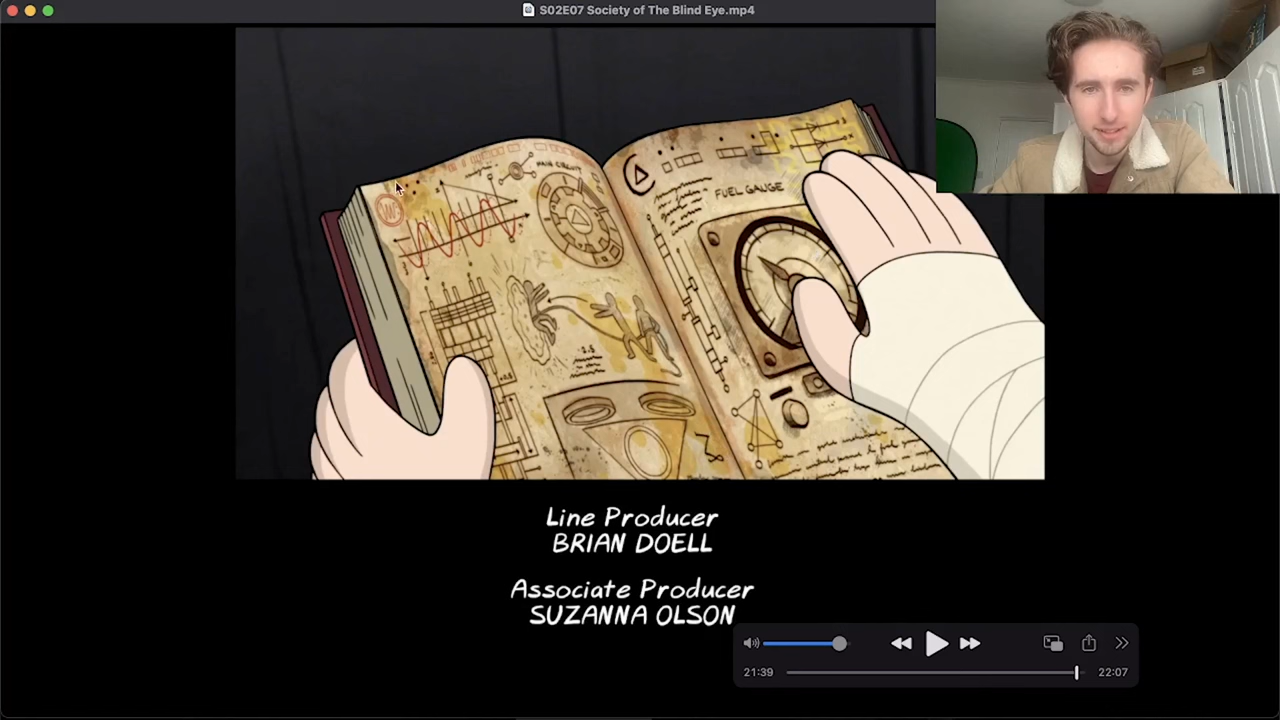 S02E07 Society of The Blind Eye.mp4
MAIN CIRCUIT
FUEL GAUGE
Line Producer
BRIAN DOELL
Associate Producer
SUZANNA OLSON
21:39
22:07